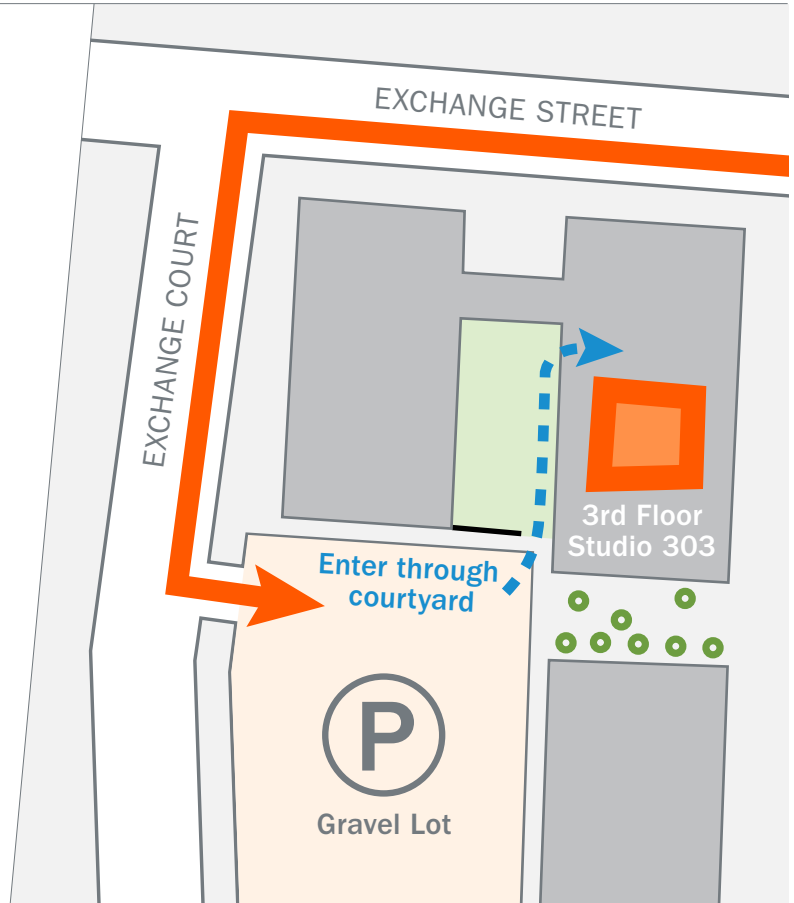 EXCHANGE STREET
EXCHANGE COURT
3rd Floor
Studio 303
Enter through
courtyard
P
Gravel Lot